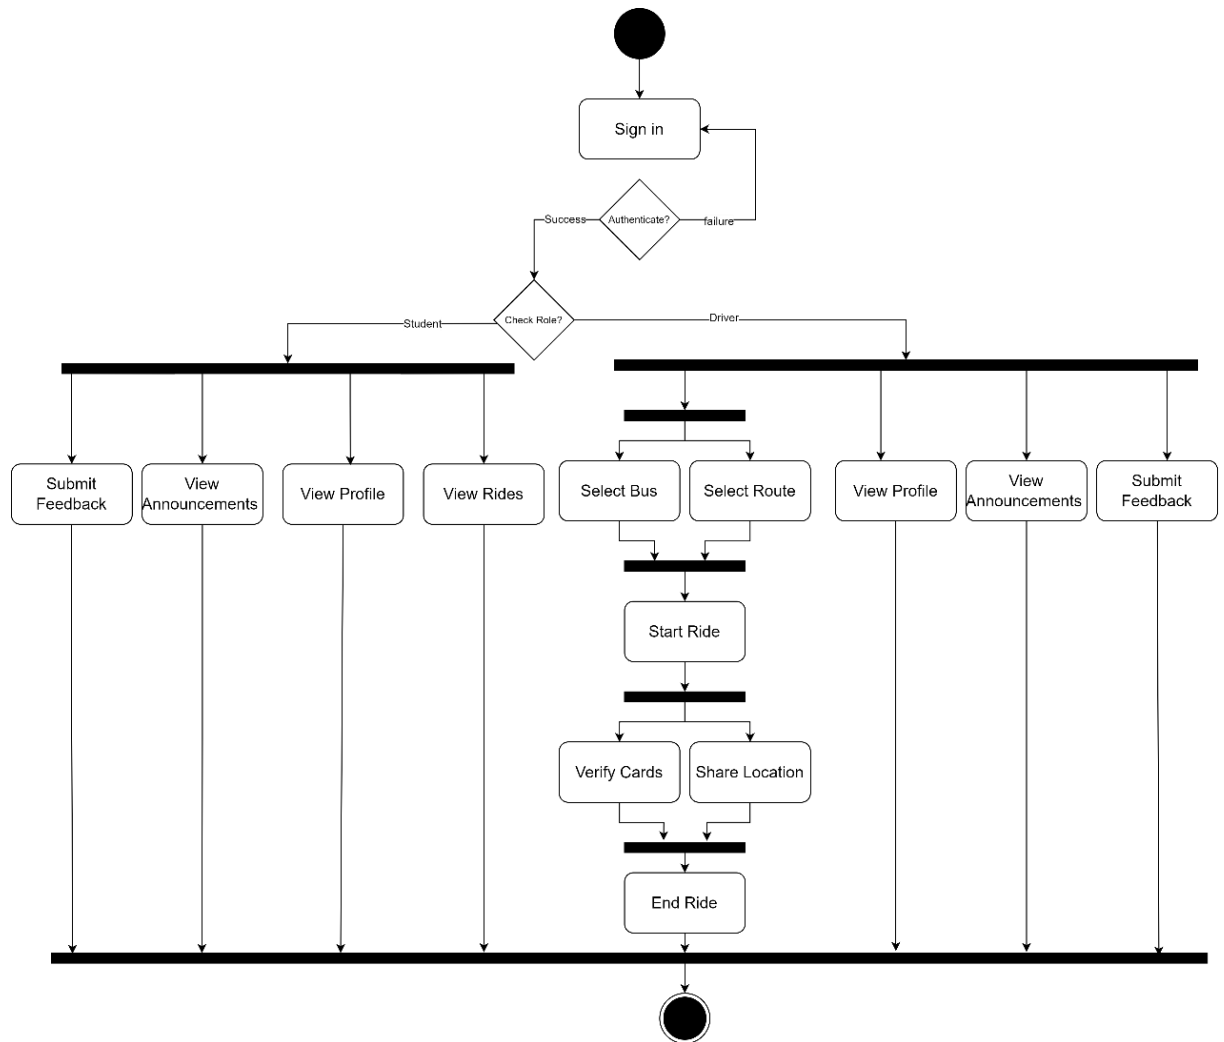 Sign in
Authenticate?
Success
failure
Check Role?
Student
Driver
Submit
Feedback
View
Announcements
View Profile
View Rides
Select Bus
Select Route
View Profile
View
Announcements
Submit
Feedback
Start Ride
Verify Cards
Share Location
End Ride